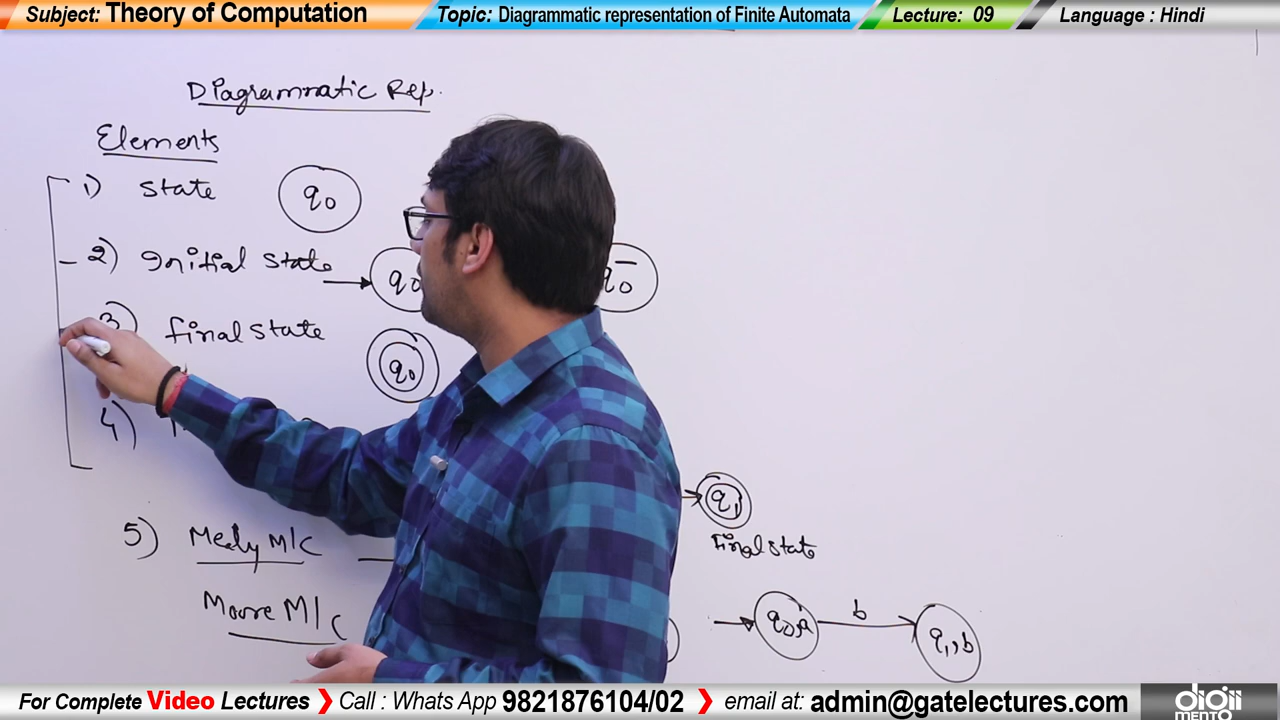 Subject: Theory of Computation
Topic: Diagrammatic representation of Finite Automata
Lecture: 09
Language : Hindi
Diagrammatic Rep.
Elements
1) State q0
2) Initial State q0 q0
3) final state q0
4)
q1
Final state
5) Mealy M/c
Moore M/c
q0,a b q1,b
For Complete Video Lectures ❯ Call : Whats App 9821876104/02 ❯ email at: admin@gatelectures.com
digii
MENTO